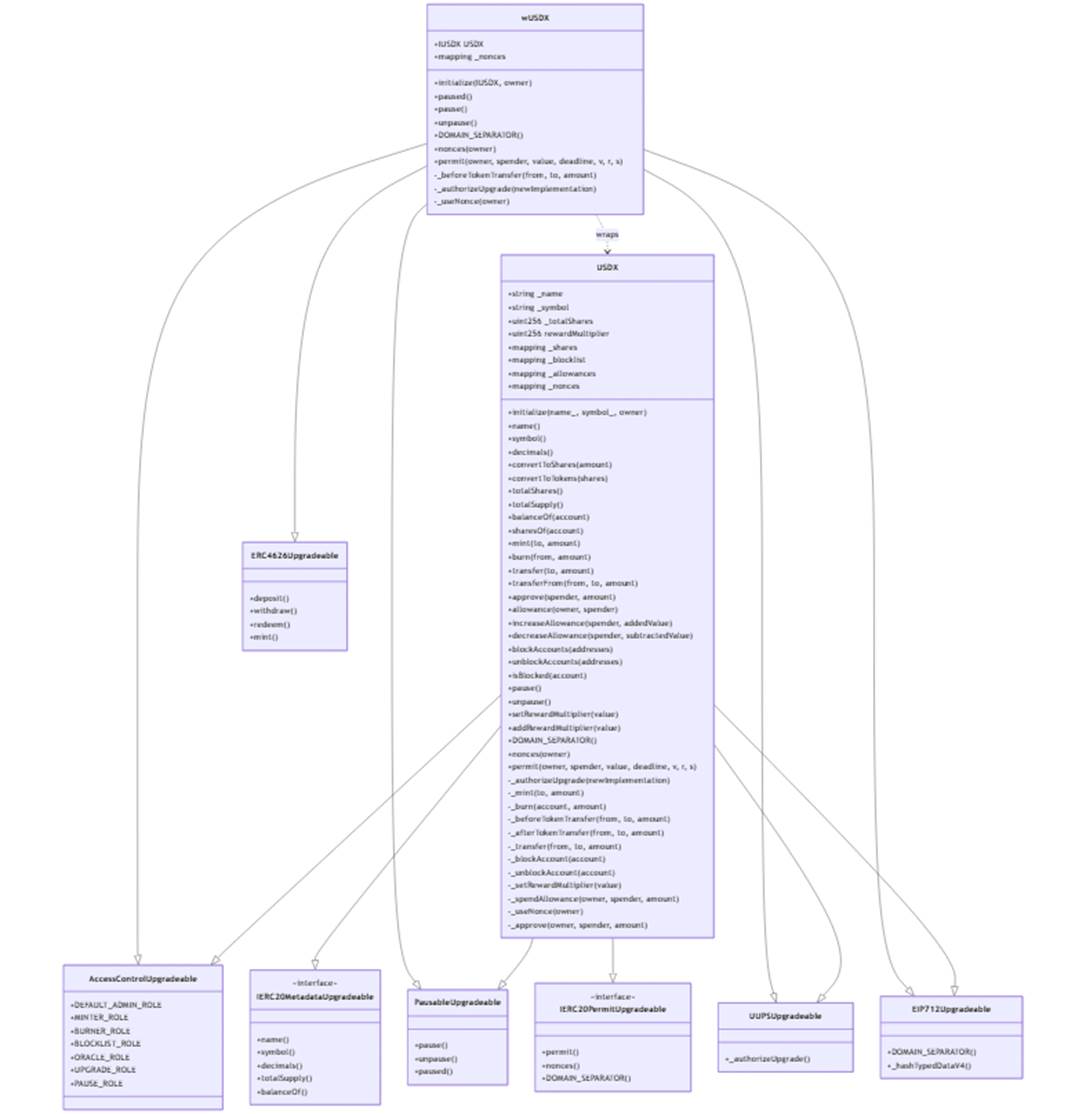 wUSDX
+IUSDX USDX
+mapping _nonces
+initialize(IUSDX, owner)
+paused()
+pause()
+unpause()
+DOMAIN_SEPARATOR()
+nonces(owner)
+permit(owner, spender, value, deadline, v, r, s)
-_beforeTokenTransfer(from, to, amount)
-_authorizeUpgrade(newImplementation)
-_useNonce(owner)
wraps
USDX
+string _name
+string _symbol
+uint256 _totalShares
+uint256 rewardMultiplier
+mapping _shares
+mapping _blocklist
+mapping _allowances
+mapping _nonces
+initialize(name_, symbol_, owner)
+name()
+symbol()
+decimals()
+convertToShares(amount)
+convertToTokens(shares)
+totalShares()
+totalSupply()
+balanceOf(account)
+sharesOf(account)
+mint(to, amount)
+burn(from, amount)
+transfer(to, amount)
+transferFrom(from, to, amount)
+approve(spender, amount)
+allowance(owner, spender)
+increaseAllowance(spender, addedValue)
+decreaseAllowance(spender, subtractedValue)
+blockAccounts(addresses)
+unblockAccounts(addresses)
+isBlocked(account)
+pause()
+unpause()
+setRewardMultiplier(value)
+addRewardMultiplier(value)
+DOMAIN_SEPARATOR()
+nonces(owner)
+permit(owner, spender, value, deadline, v, r, s)
-_authorizeUpgrade(newImplementation)
-_mint(to, amount)
-_burn(account, amount)
-_beforeTokenTransfer(from, to, amount)
-_afterTokenTransfer(from, to, amount)
-_transfer(from, to, amount)
-_blockAccount(account)
-_unblockAccount(account)
-_setRewardMultiplier(value)
-_spendAllowance(owner, spender, amount)
-_useNonce(owner)
-_approve(owner, spender, amount)
ERC4626Upgradeable
+deposit()
+withdraw()
+redeem()
+mint()
AccessControlUpgradeable
+DEFAULT_ADMIN_ROLE
+MINTER_ROLE
+BURNER_ROLE
+BLOCKLIST_ROLE
+ORACLE_ROLE
+UPGRADE_ROLE
+PAUSE_ROLE
~interface~
IERC20MetadataUpgradeable
+name()
+symbol()
+decimals()
+totalSupply()
+balanceOf()
PausableUpgradeable
+pause()
+unpause()
+paused()
~interface~
IERC20PermitUpgradeable
+permit()
+nonces()
+DOMAIN_SEPARATOR()
UUPSUpgradeable
+_authorizeUpgrade()
EIP712Upgradeable
+DOMAIN_SEPARATOR()
+_hashTypedDataV4()